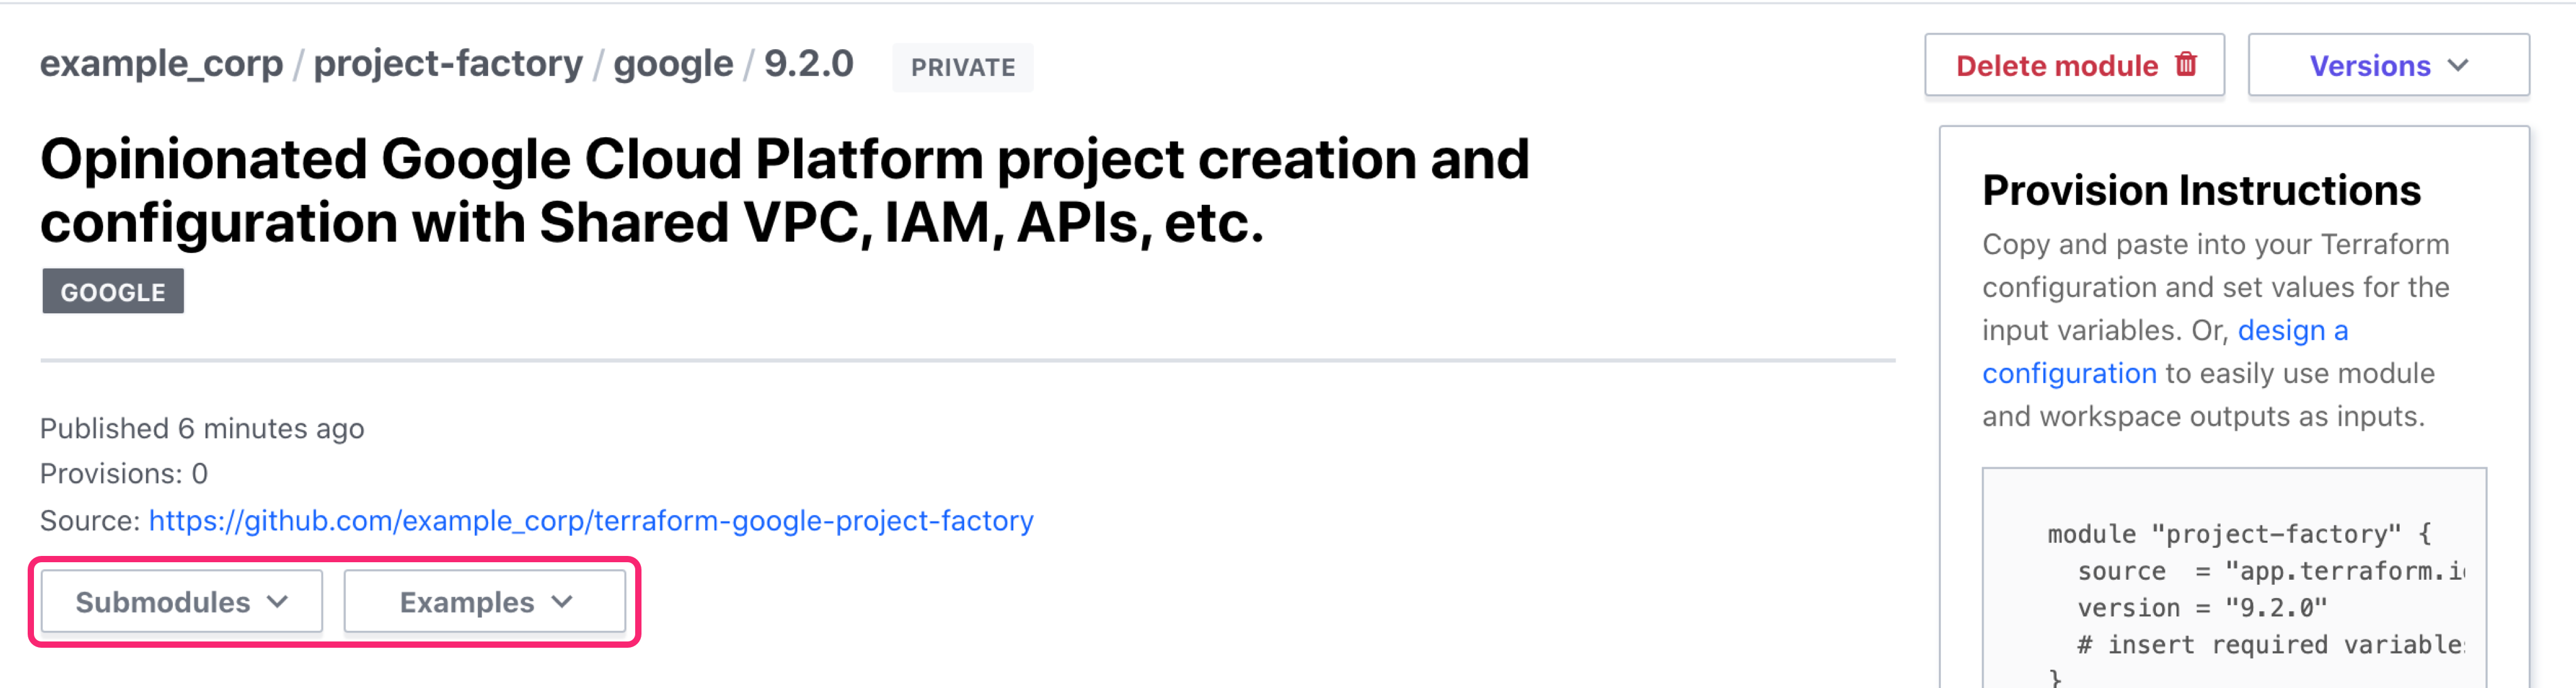 example_corp / project-factory / google / 9.2.0 PRIVATE
Delete module Versions
Opinionated Google Cloud Platform project creation and
configuration with Shared VPC, IAM, APIs, etc.
GOOGLE
Published 6 minutes ago
Provisions: 0
Source: https://github.com/example_corp/terraform-google-project-factory
Submodules Examples
Provision Instructions
Copy and paste into your Terraform
configuration and set values for the
input variables. Or, design a
configuration to easily use module
and workspace outputs as inputs.
module "project-factory" {
source = "app.terraform.i
version = "9.2.0"
# insert required variable
}